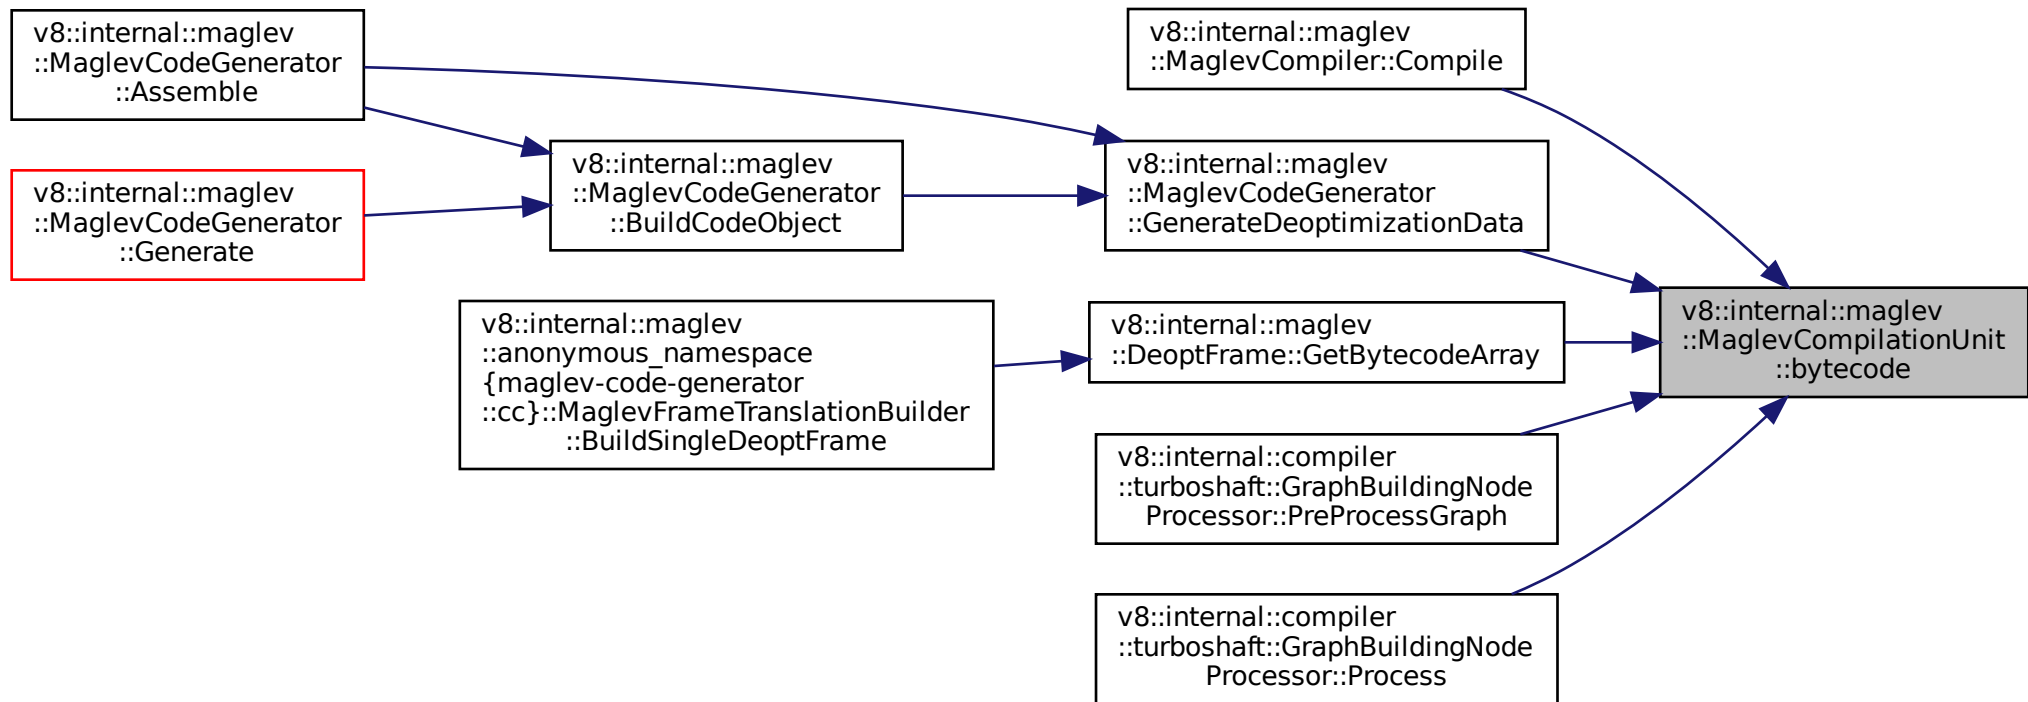 v8::internal::maglev
::MaglevCodeGenerator
::Assemble
v8::internal::maglev
::MaglevCompiler::Compile
v8::internal::maglev
::MaglevCodeGenerator
::BuildCodeObject
v8::internal::maglev
::MaglevCodeGenerator
::GenerateDeoptimizationData
v8::internal::maglev
::MaglevCodeGenerator
::Generate
v8::internal::maglev
::MaglevCompilationUnit
::bytecode
v8::internal::maglev
::anonymous_namespace
{maglev-code-generator
::cc}::MaglevFrameTranslationBuilder
::BuildSingleDeoptFrame
v8::internal::maglev
::DeoptFrame::GetBytecodeArray
v8::internal::compiler
::turboshaft::GraphBuildingNode
Processor::PreProcessGraph
v8::internal::compiler
::turboshaft::GraphBuildingNode
Processor::Process